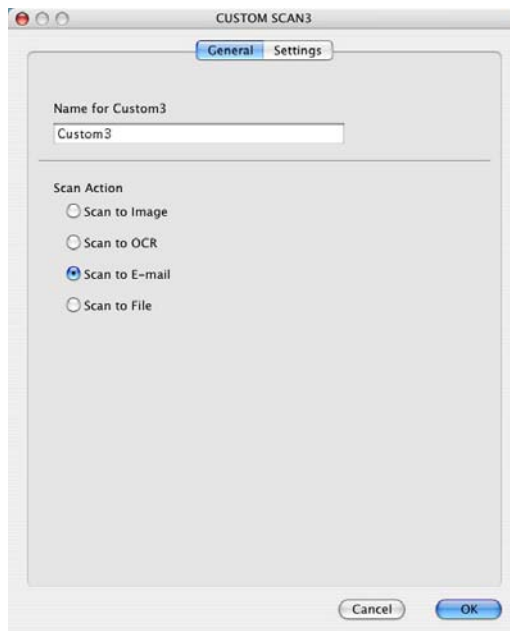 CUSTOM SCAN3
General Settings
Name for Custom3
Custom3
Scan Action
Scan to Image
Scan to OCR
Scan to E-mail
Scan to File
Cancel OK